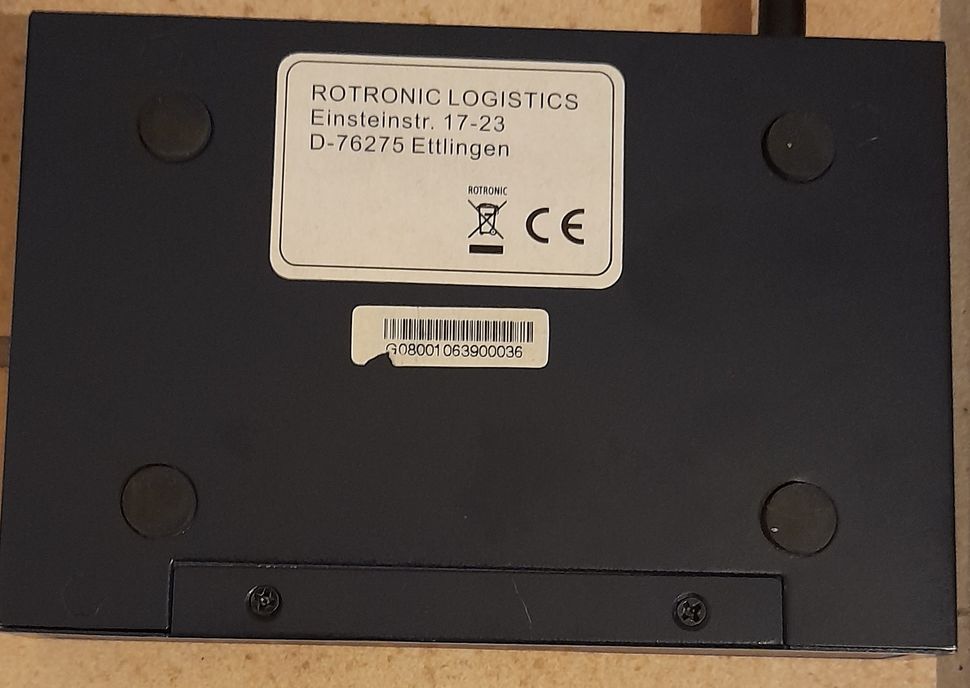 ROTRONIC LOGISTICS
Einsteinstr. 17-23
D-76275 Ettlingen
ROTRONIC
CE
G08001063900036